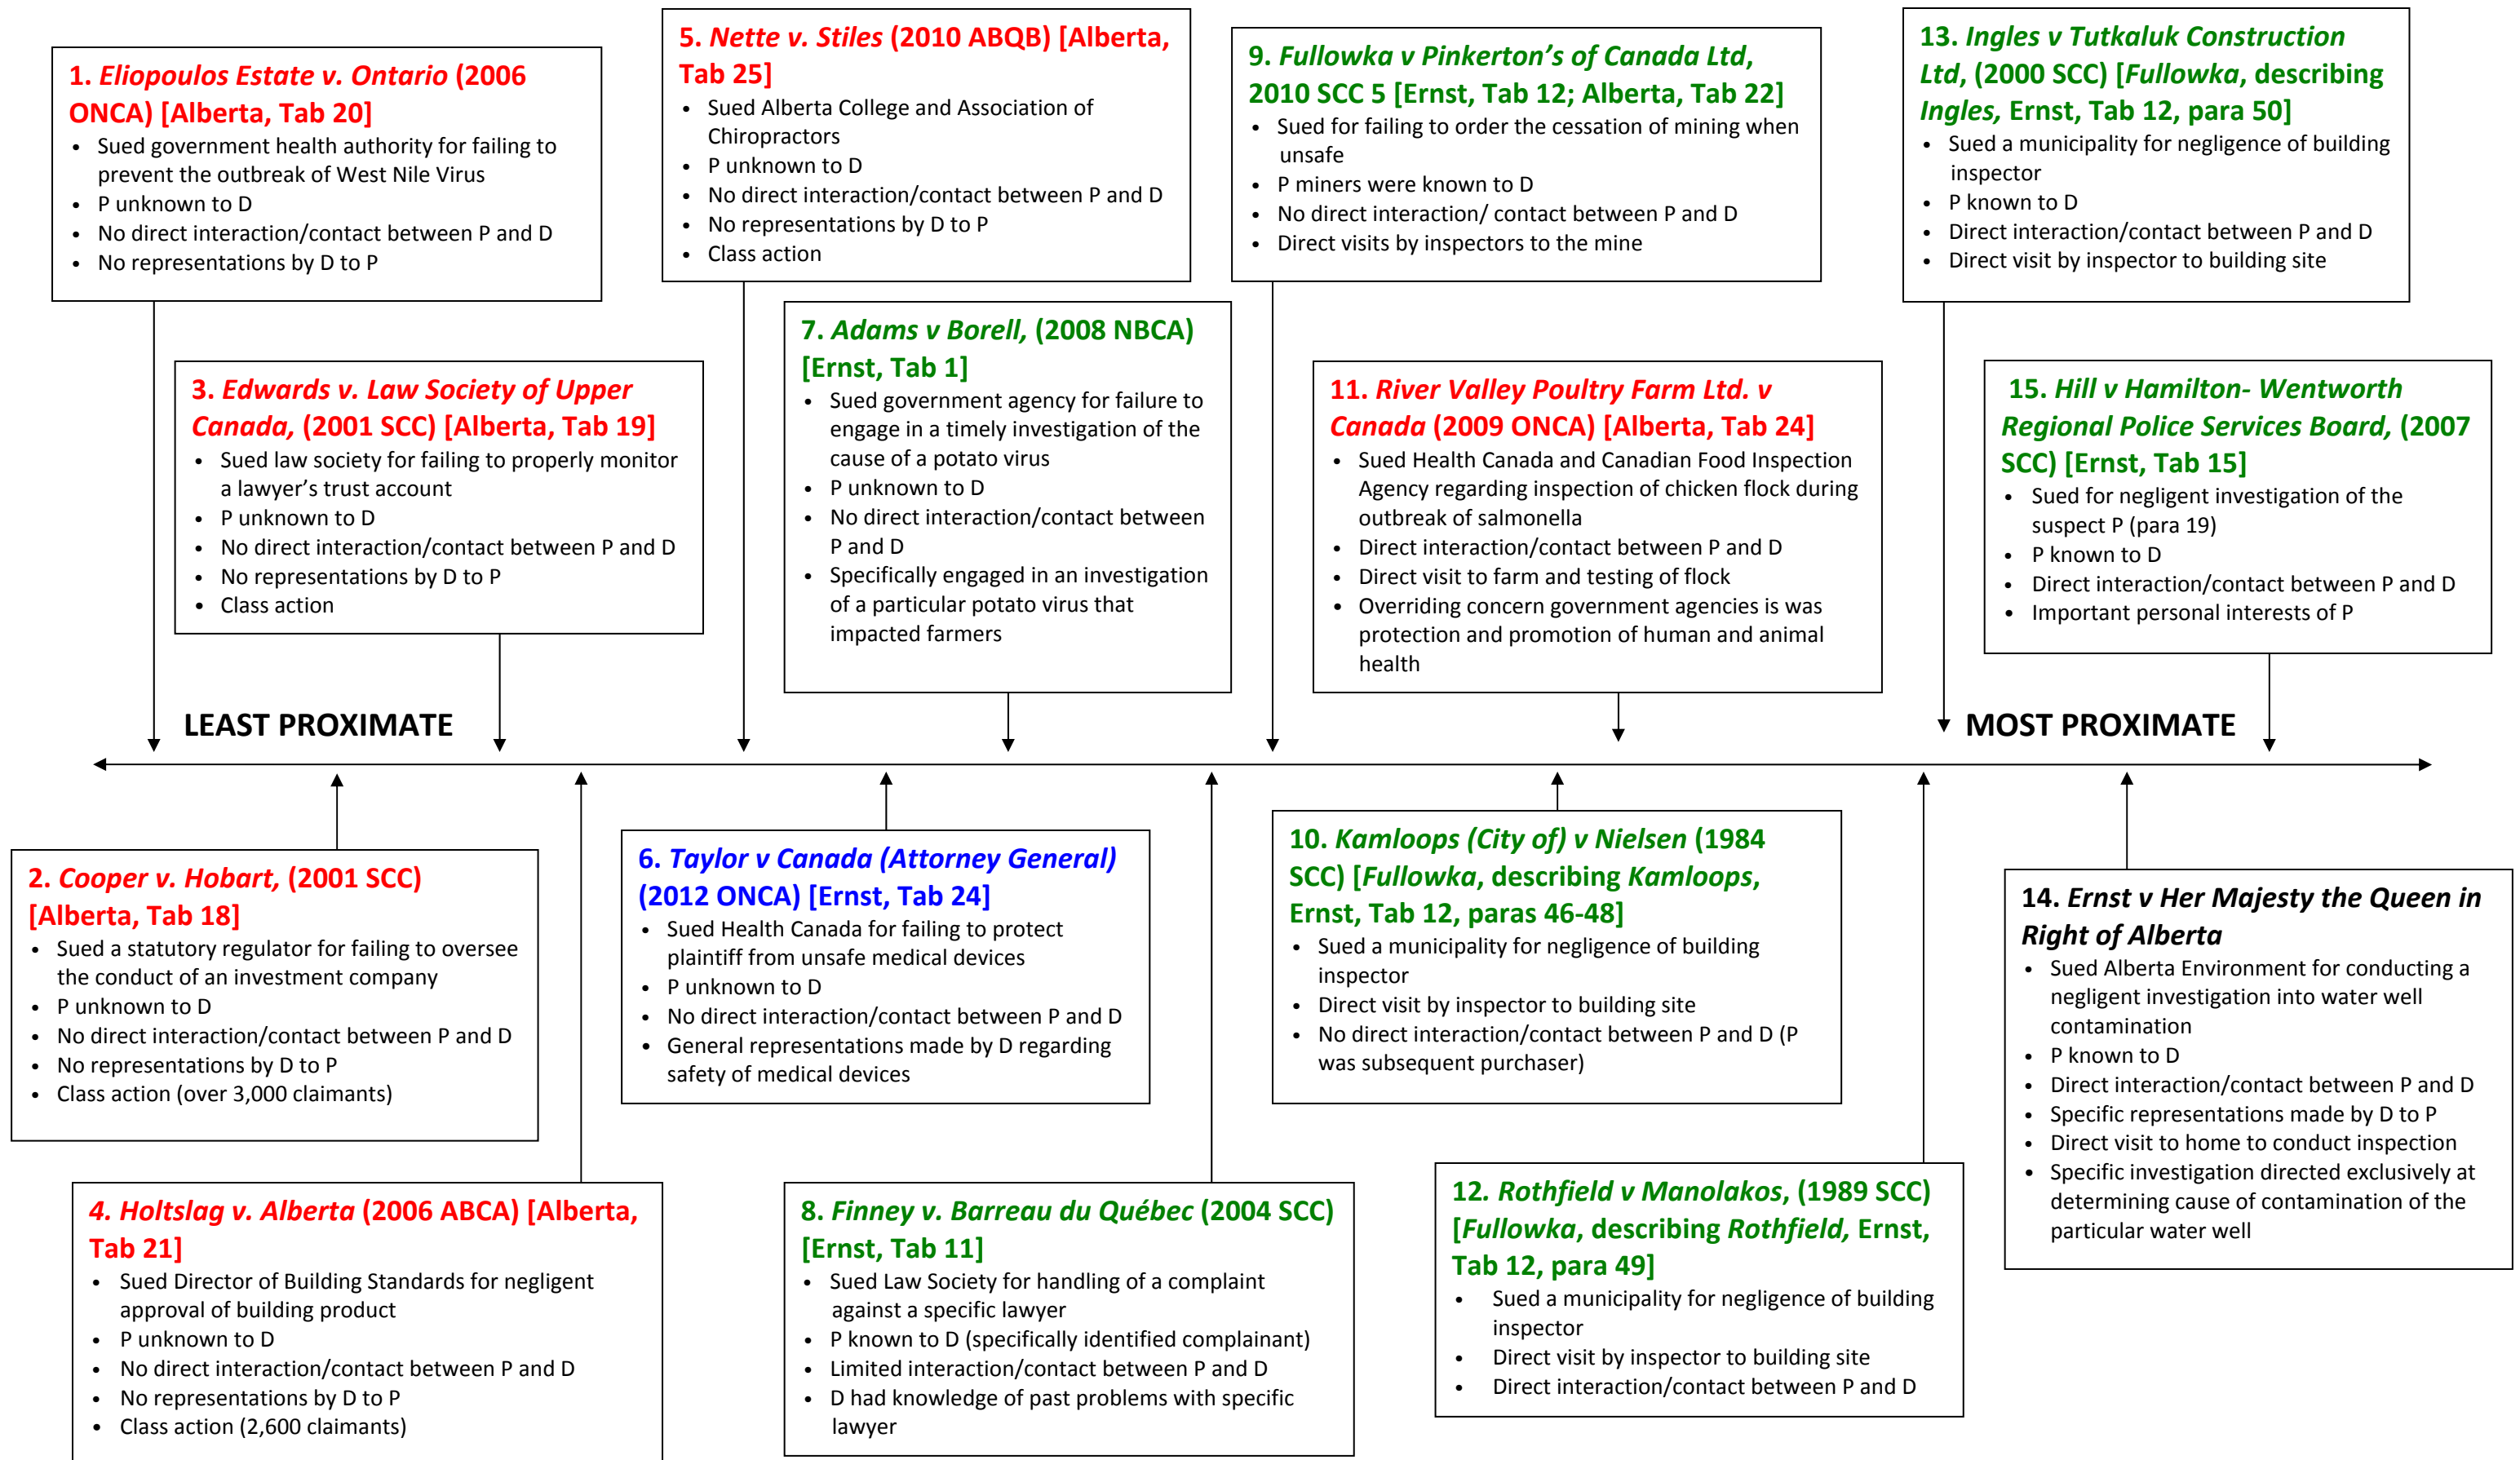 1. Eliopoulos Estate v. Ontario (2006
ONCA) [Alberta, Tab 20]
• Sued government health authority for failing to
prevent the outbreak of West Nile Virus
• P unknown to D
• No direct interaction/contact between P and D
• No representations by D to P
5. Nette v. Stiles (2010 ABQB) [Alberta,
Tab 25]
• Sued Alberta College and Association of
Chiropractors
• P unknown to D
• No direct interaction/contact between P and D
• No representations by D to P
• Class action
9. Fullowka v Pinkerton’s of Canada Ltd,
2010 SCC 5 [Ernst, Tab 12; Alberta, Tab 22]
• Sued for failing to order the cessation of mining when
unsafe
• P miners were known to D
• No direct interaction/ contact between P and D
• Direct visits by inspectors to the mine
13. Ingles v Tutkaluk Construction
Ltd, (2000 SCC) [Fullowka, describing
Ingles, Ernst, Tab 12, para 50]
• Sued a municipality for negligence of building
inspector
• P known to D
• Direct interaction/contact between P and D
• Direct visit by inspector to building site
3. Edwards v. Law Society of Upper
Canada, (2001 SCC) [Alberta, Tab 19]
• Sued law society for failing to properly monitor
a lawyer’s trust account
• P unknown to D
• No direct interaction/contact between P and D
• No representations by D to P
• Class action
7. Adams v Borell, (2008 NBCA)
[Ernst, Tab 1]
• Sued government agency for failure to
engage in a timely investigation of the
cause of a potato virus
• P unknown to D
• No direct interaction/contact between
P and D
• Specifically engaged in an investigation
of a particular potato virus that
impacted farmers
11. River Valley Poultry Farm Ltd. v
Canada (2009 ONCA) [Alberta, Tab 24]
• Sued Health Canada and Canadian Food Inspection
Agency regarding inspection of chicken flock during
outbreak of salmonella
• Direct interaction/contact between P and D
• Direct visit to farm and testing of flock
• Overriding concern government agencies is was
protection and promotion of human and animal
health
15. Hill v Hamilton- Wentworth
Regional Police Services Board, (2007
SCC) [Ernst, Tab 15]
• Sued for negligent investigation of the
suspect P (para 19)
• P known to D
• Direct interaction/contact between P and D
• Important personal interests of P
LEAST PROXIMATE
MOST PROXIMATE
2. Cooper v. Hobart, (2001 SCC)
[Alberta, Tab 18]
• Sued a statutory regulator for failing to oversee
the conduct of an investment company
• P unknown to D
• No direct interaction/contact between P and D
• No representations by D to P
• Class action (over 3,000 claimants)
6. Taylor v Canada (Attorney General)
(2012 ONCA) [Ernst, Tab 24]
• Sued Health Canada for failing to protect
plaintiff from unsafe medical devices
• P unknown to D
• No direct interaction/contact between P and D
• General representations made by D regarding
safety of medical devices
10. Kamloops (City of) v Nielsen (1984
SCC) [Fullowka, describing Kamloops,
Ernst, Tab 12, paras 46-48]
• Sued a municipality for negligence of building
inspector
• Direct visit by inspector to building site
• No direct interaction/contact between P and D (P
was subsequent purchaser)
14. Ernst v Her Majesty the Queen in
Right of Alberta
• Sued Alberta Environment for conducting a
negligent investigation into water well
contamination
• P known to D
• Direct interaction/contact between P and D
• Specific representations made by D to P
• Direct visit to home to conduct inspection
• Specific investigation directed exclusively at
determining cause of contamination of the
particular water well
4. Holtslag v. Alberta (2006 ABCA) [Alberta,
Tab 21]
• Sued Director of Building Standards for negligent
approval of building product
• P unknown to D
• No direct interaction/contact between P and D
• No representations by D to P
• Class action (2,600 claimants)
8. Finney v. Barreau du Québec (2004 SCC)
[Ernst, Tab 11]
• Sued Law Society for handling of a complaint
against a specific lawyer
• P known to D (specifically identified complainant)
• Limited interaction/contact between P and D
• D had knowledge of past problems with specific
lawyer
12. Rothfield v Manolakos, (1989 SCC)
[Fullowka, describing Rothfield, Ernst,
Tab 12, para 49]
• Sued a municipality for negligence of building
inspector
• Direct visit by inspector to building site
• Direct interaction/contact between P and D